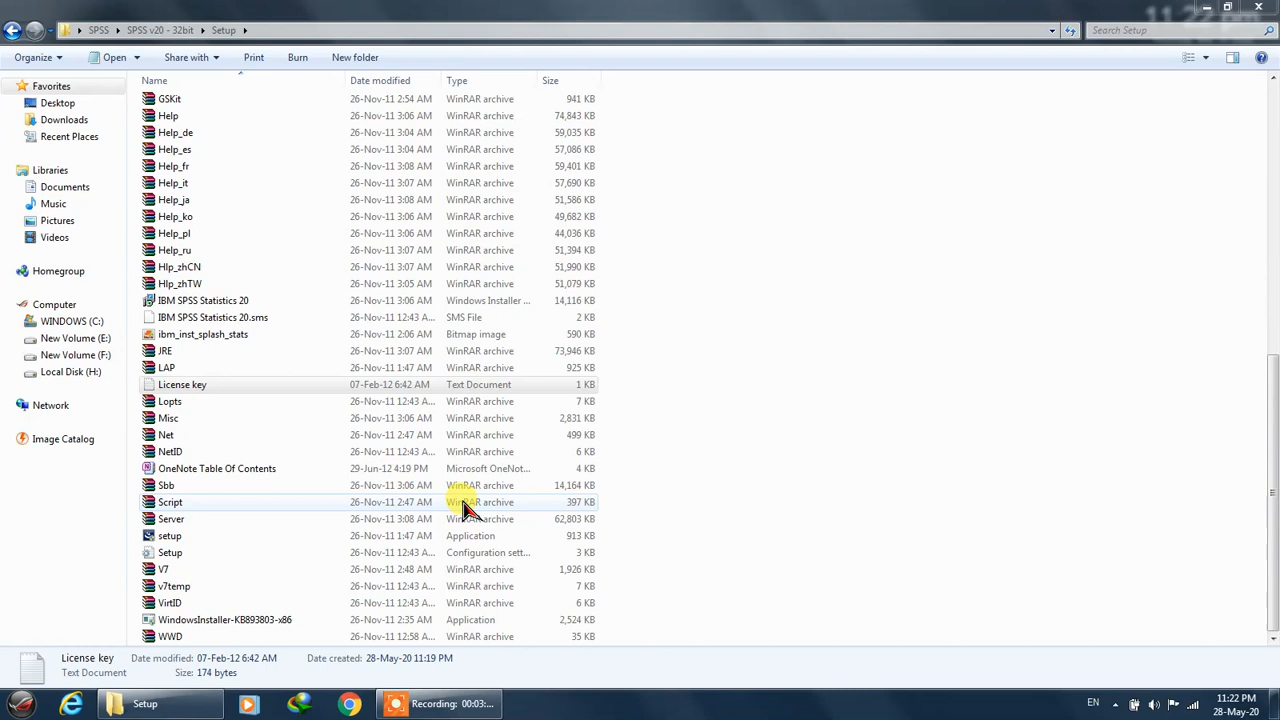 11:22 pm
SPSS SPSS v20 - 32bit Setup
Search Setup
Organize Open Share with Print Burn New folder
Favorites
Desktop
Downloads
Recent Places
Libraries
Documents
Music
Pictures
Videos
Homegroup
Computer
WINDOWS (C:)
New Volume (E:)
New Volume (F:)
Local Disk (H:)
Network
Image Catalog
Name Date modified Type Size
GSKit 26-Nov-11 2:54 AM WinRAR archive 941 KB
Help 26-Nov-11 3:06 AM WinRAR archive 74,843 KB
Help_de 26-Nov-11 3:04 AM WinRAR archive 59,035 KB
Help_es 26-Nov-11 3:04 AM WinRAR archive 57,086 KB
Help_fr 26-Nov-11 3:08 AM WinRAR archive 59,401 KB
Help_it 26-Nov-11 3:07 AM WinRAR archive 57,690 KB
Help_ja 26-Nov-11 3:06 AM WinRAR archive 51,586 KB
Help_ko 26-Nov-11 3:06 AM WinRAR archive 49,682 KB
Help_pl 26-Nov-11 3:06 AM WinRAR archive 44,036 KB
Help_ru 26-Nov-11 3:07 AM WinRAR archive 51,394 KB
Hlp_zhCN 26-Nov-11 3:07 AM WinRAR archive 51,990 KB
Hlp_zhTW 26-Nov-11 3:05 AM WinRAR archive 51,079 KB
IBM SPSS Statistics 20 26-Nov-11 3:06 AM Windows Installer ... 14,116 KB
IBM SPSS Statistics 20.sms 26-Nov-11 12:43 A... SMS File 2 KB
ibm_inst_splash_stats 26-Nov-11 2:06 AM Bitmap image 590 KB
JRE 26-Nov-11 3:07 AM WinRAR archive 73,946 KB
LAP 26-Nov-11 1:47 AM WinRAR archive 925 KB
License key 07-Feb-12 6:42 AM Text Document 1 KB
Lopts 26-Nov-11 12:43 A... WinRAR archive 7 KB
Misc 26-Nov-11 3:06 AM WinRAR archive 2,831 KB
Net 26-Nov-11 2:47 AM WinRAR archive 499 KB
NetID 26-Nov-11 12:43 A... WinRAR archive 6 KB
OneNote Table Of Contents 29-Jun-12 4:19 PM Microsoft OneNot... 4 KB
Sbb 26-Nov-11 3:06 AM WinRAR archive 14,164 KB
Script 26-Nov-11 2:47 AM WinRAR archive 397 KB
Server 26-Nov-11 3:08 AM WinRAR archive 62,803 KB
setup 26-Nov-11 1:47 AM Application 913 KB
Setup 26-Nov-11 12:43 A... Configuration sett... 3 KB
V7 26-Nov-11 2:48 AM WinRAR archive 1,926 KB
v7temp 26-Nov-11 12:43 A... WinRAR archive 7 KB
VirtID 26-Nov-11 12:43 A... WinRAR archive 6 KB
WindowsInstaller-KB893803-x86 26-Nov-11 2:35 AM Application 2,524 KB
WWD 26-Nov-11 12:58 A... WinRAR archive 35 KB
License key Date modified: 07-Feb-12 6:42 AM Date created: 28-May-20 11:19 PM
Text Document Size: 174 bytes
Setup
Recording: 00:03:...
EN
11:22 PM
28-May-20